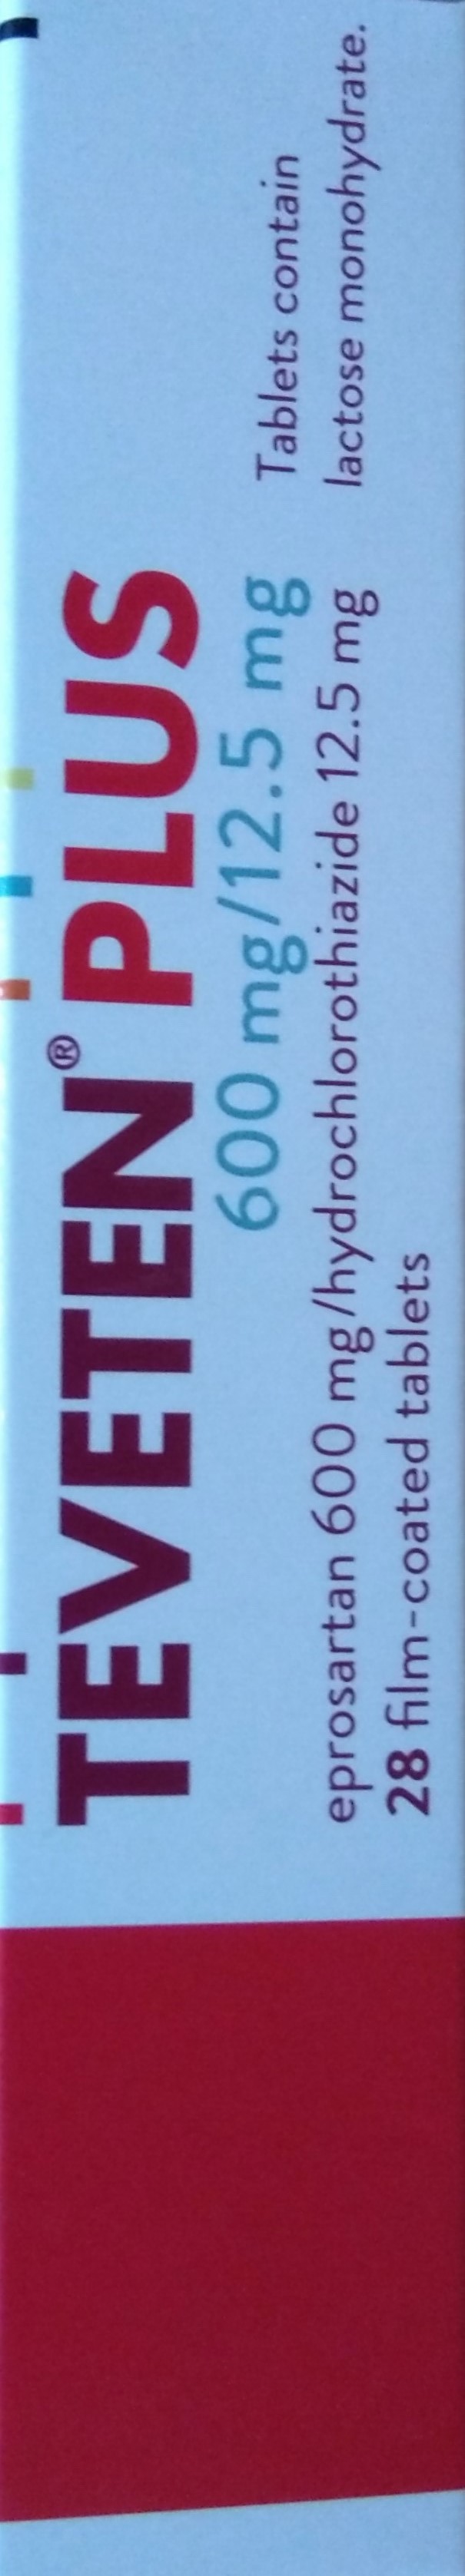 TEVETEN® PLUS
600 mg/12.5 mg
eprosartan 600 mg/hydrochlorothiazide 12.5 mg
28 film-coated tablets
Tablets contain
lactose monohydrate.